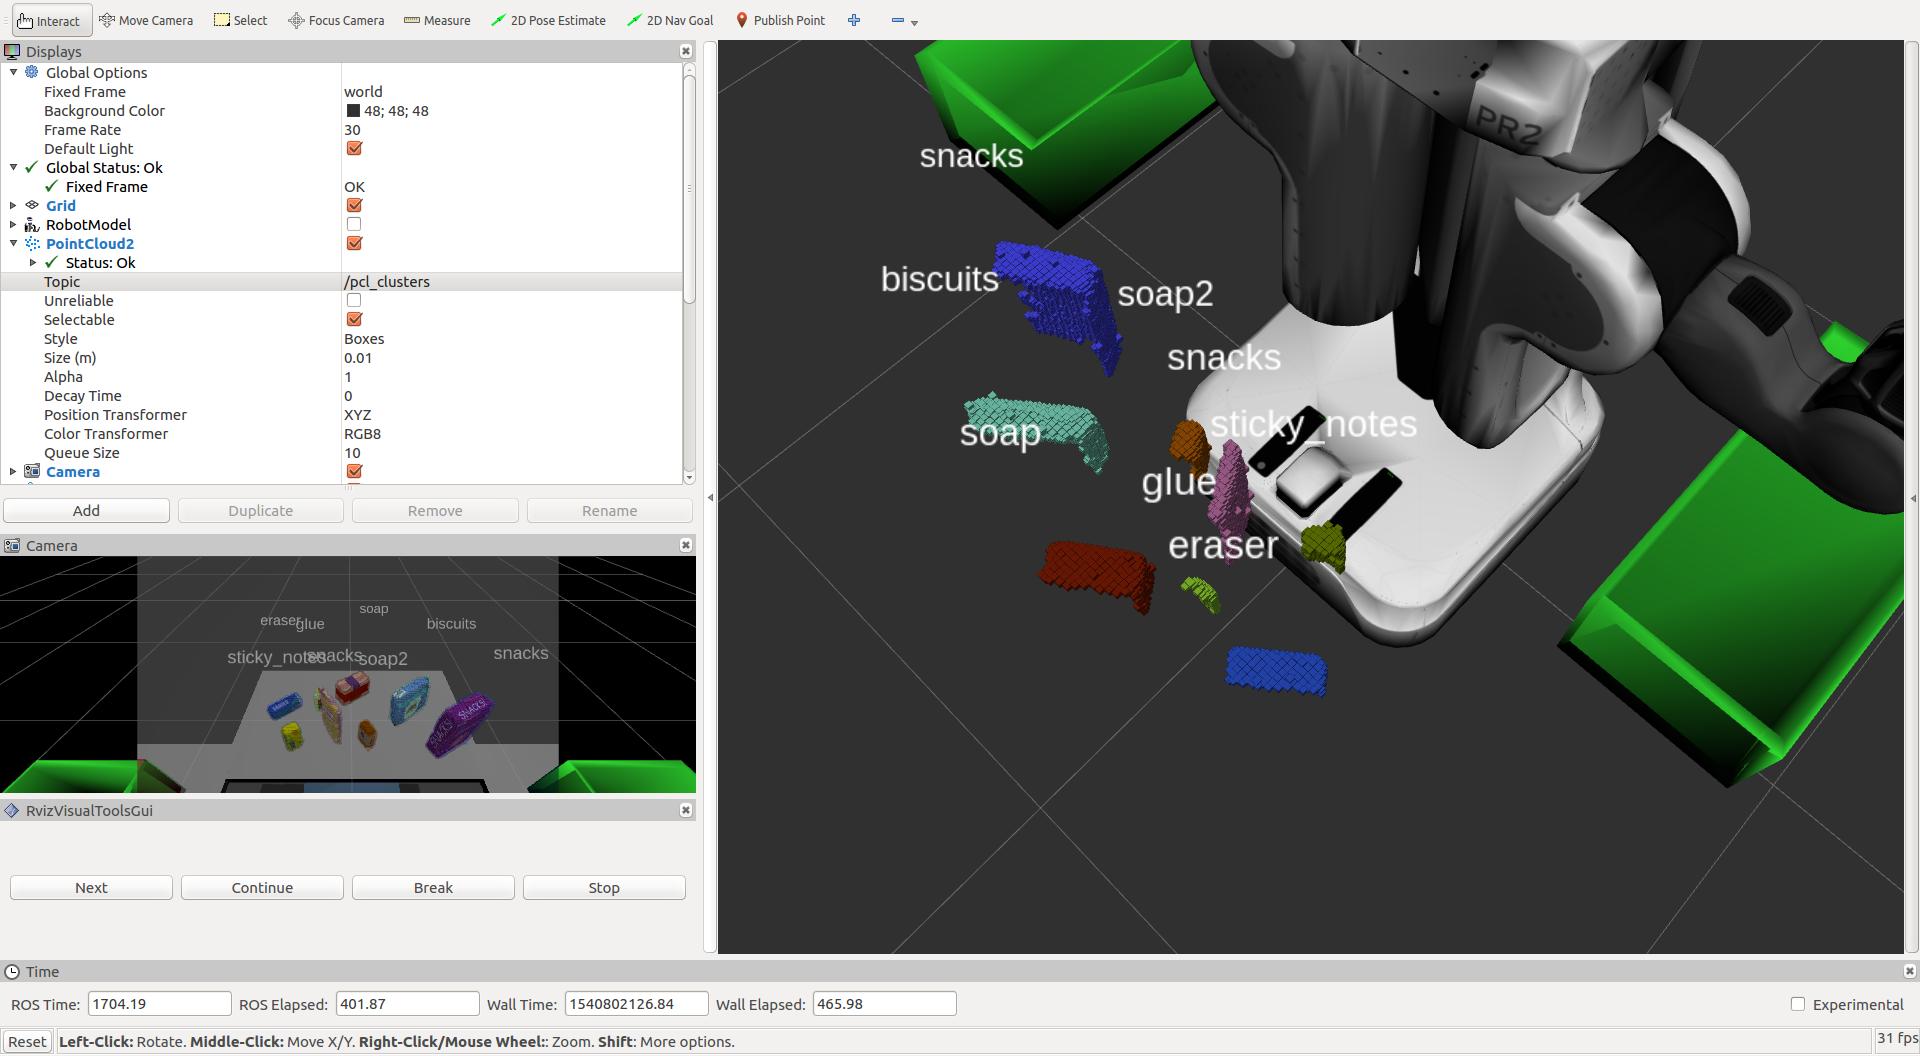 Interact
Move Camera
Select
Focus Camera
Measure
2D Pose Estimate
2D Nav Goal
Publish Point
Displays
Global Options
Fixed Frame world
Background Color 48; 48; 48
Frame Rate 30
Default Light
Global Status: Ok
Fixed Frame OK
Grid
RobotModel
PointCloud2
Status: Ok
Topic /pcl_clusters
Unreliable
Selectable
Style Boxes
Size (m) 0.01
Alpha 1
Decay Time 0
Position Transformer XYZ
Color Transformer RGB8
Queue Size 10
Camera
Add Duplicate Remove Rename
Camera
soap
eraser
glue
biscuits
sticky_notes
snacks
soap2
snacks
SNACKS
SNACKS
RvizVisualToolsGui
Next Continue Break Stop
PR2
snacks
biscuits
soap2
snacks
sticky_notes
soap
glue
eraser
Time
ROS Time: 1704.19 ROS Elapsed: 401.87 Wall Time: 1540802126.84 Wall Elapsed: 465.98 Experimental
Reset Left-Click: Rotate. Middle-Click: Move X/Y. Right-Click/Mouse Wheel:: Zoom. Shift: More options. 31 fps